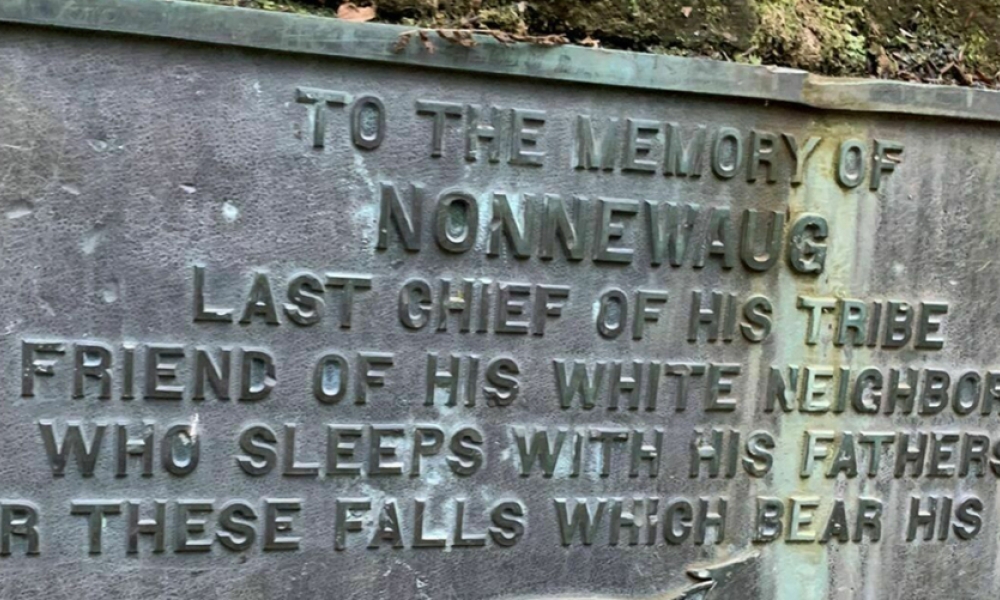 TO THE MEMORY OF
NONNEWAUG
LAST CHIEF OF HIS TRIBE
FRIEND OF HIS WHITE NEIGHBOR
WHO SLEEPS WITH HIS FATHERS
R THESE FALLS WHICH BEAR HIS